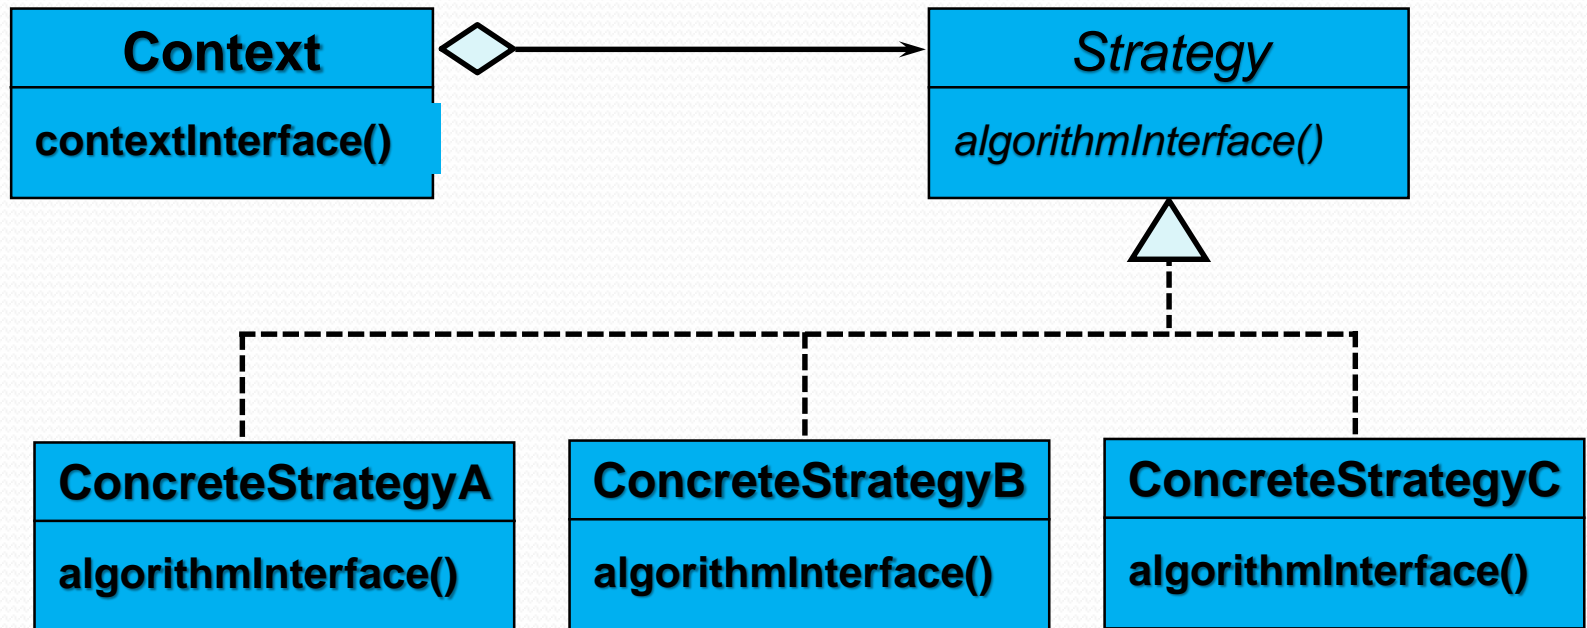 Context
contextInterface()
Strategy
algorithmInterface()
ConcreteStrategyA
algorithmInterface()
ConcreteStrategyB
algorithmInterface()
ConcreteStrategyC
algorithmInterface()